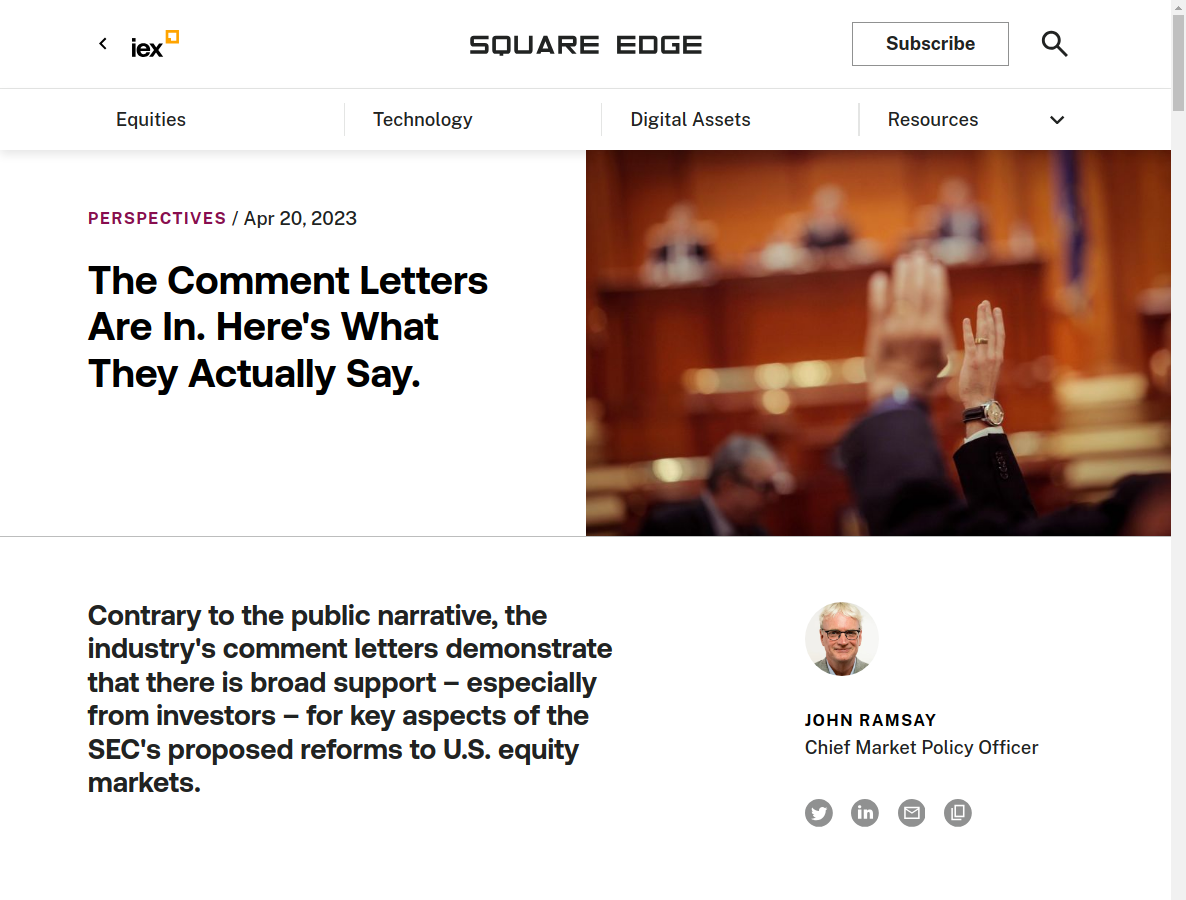 iex
SQUARE EDGE
Subscribe
Equities
Technology
Digital Assets
Resources
PERSPECTIVES / Apr 20, 2023
The Comment Letters
Are In. Here's What
They Actually Say.
Contrary to the public narrative, the
industry's comment letters demonstrate
that there is broad support – especially
from investors – for key aspects of the
SEC's proposed reforms to U.S. equity
markets.
JOHN RAMSAY
Chief Market Policy Officer